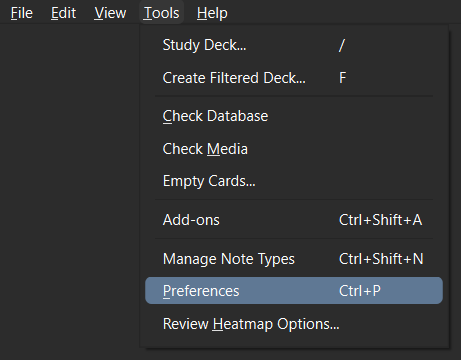 File Edit View Tools Help
Study Deck... /
Create Filtered Deck... F
Check Database
Check Media
Empty Cards...
Add-ons Ctrl+Shift+A
Manage Note Types Ctrl+Shift+N
Preferences Ctrl+P
Review Heatmap Options...